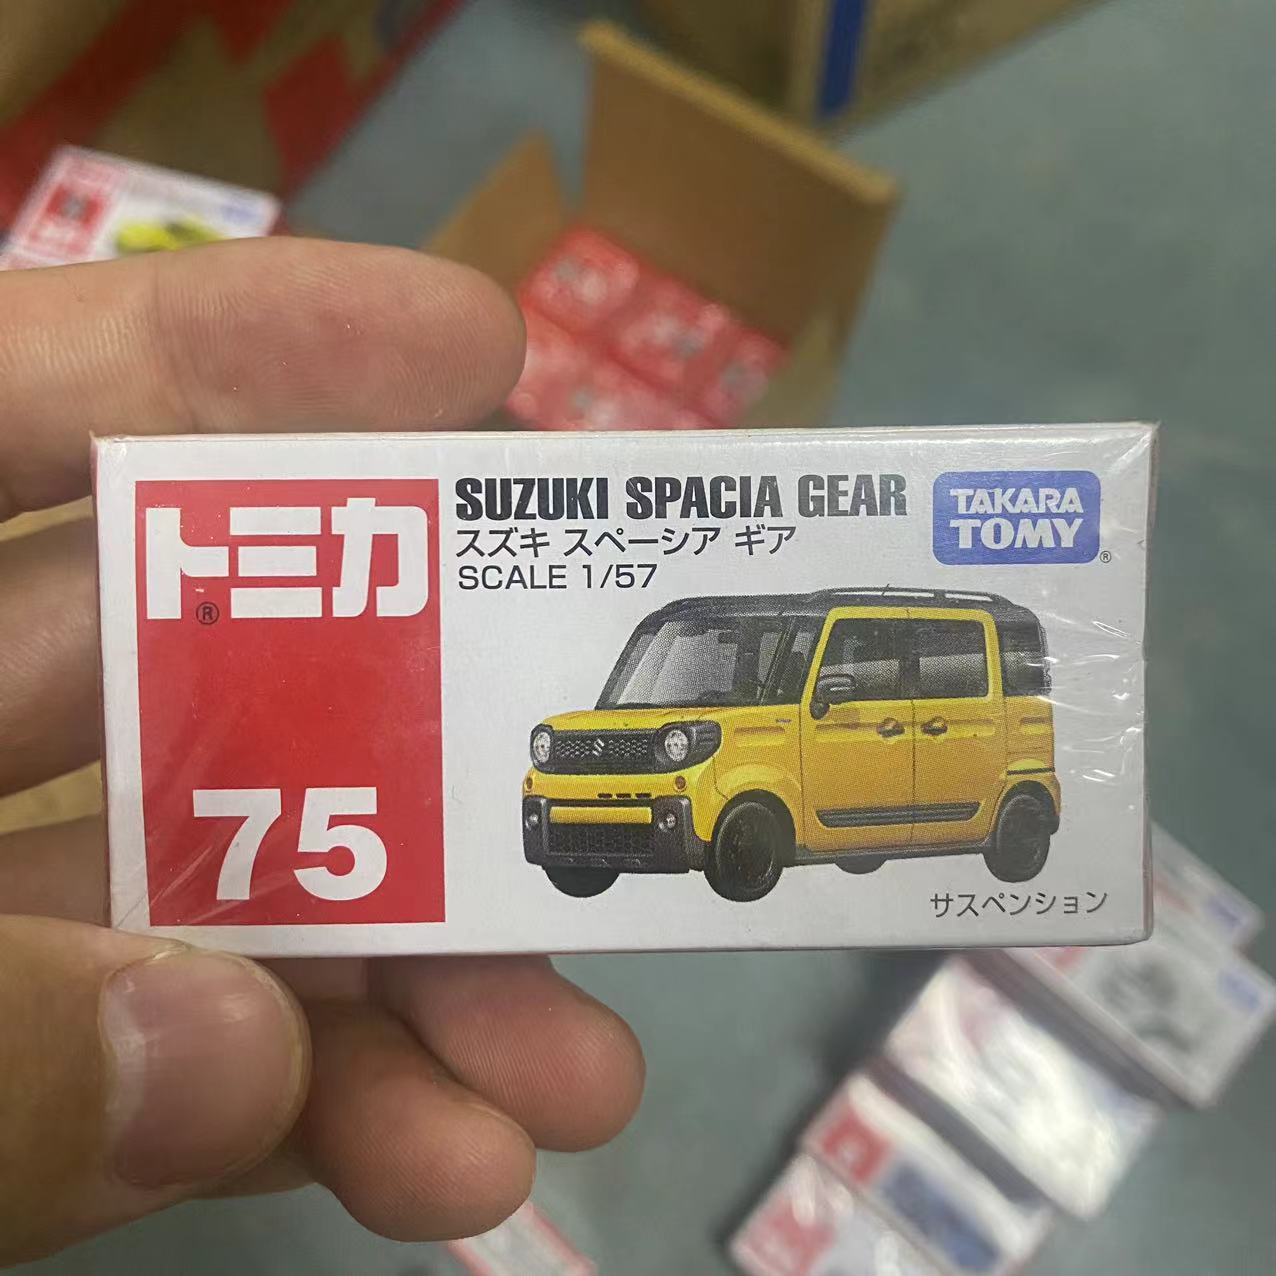 トミカ
®
75
SUZUKI SPACIA GEAR
スズキ スペーシア ギア
SCALE 1/57
TAKARA
TOMY
®
サスペンション